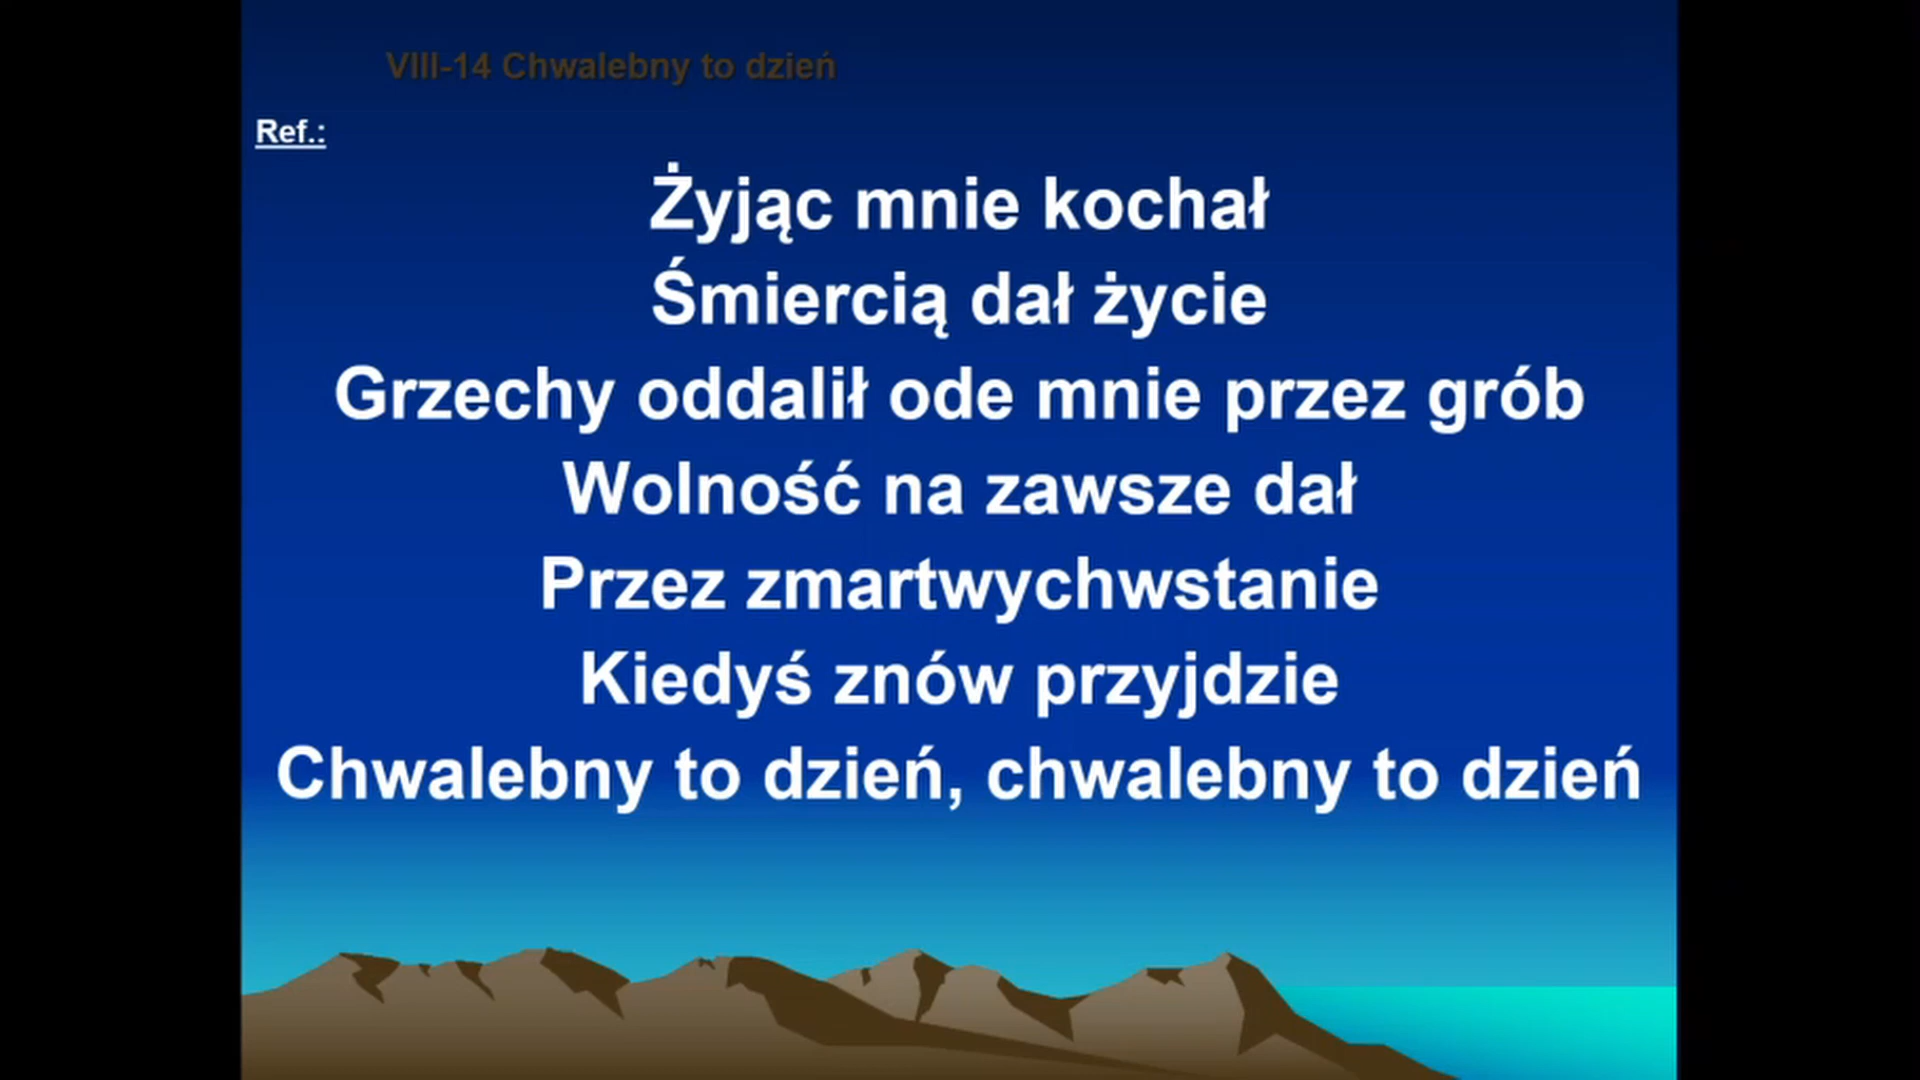 VIII-14 Chwalebny to dzień
Ref.:
Żyjąc mnie kochał
Śmiercią dał życie
Grzechy oddalił ode mnie przez grób
Wolność na zawsze dał
Przez zmartwychwstanie
Kiedyś znów przyjdzie
Chwalebny to dzień, chwalebny to dzień